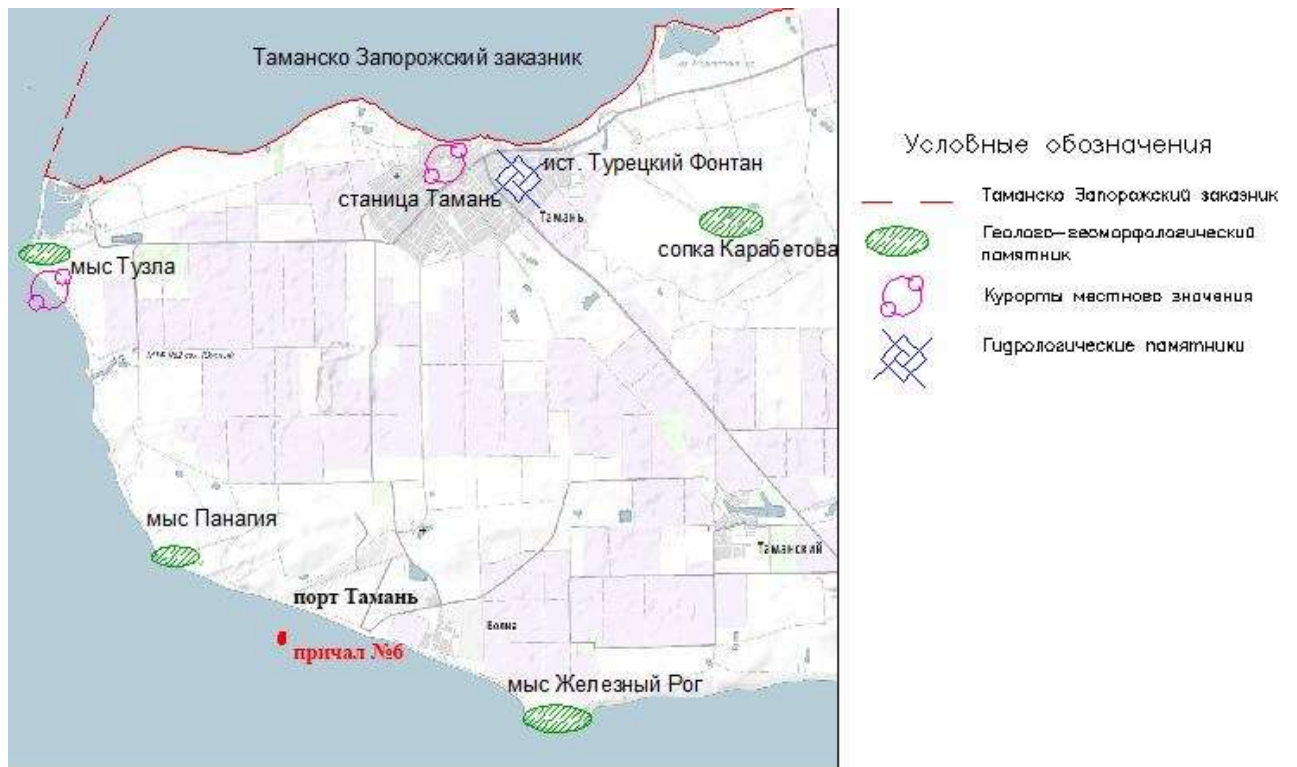 Таманско Запорожский заказник
ист. Турецкий Фонтан
станица Тамань
Тамань
сопка Карабетова
мыс Тузла
мыс Панагия
порт Тамань
Таманский
причал №6
Волна
мыс Железный Рог
Условные обозначения
Таманско Запорожский заказник
Геолого-геоморфологический
памятник
Курорты местного значения
Гидрологические памятники